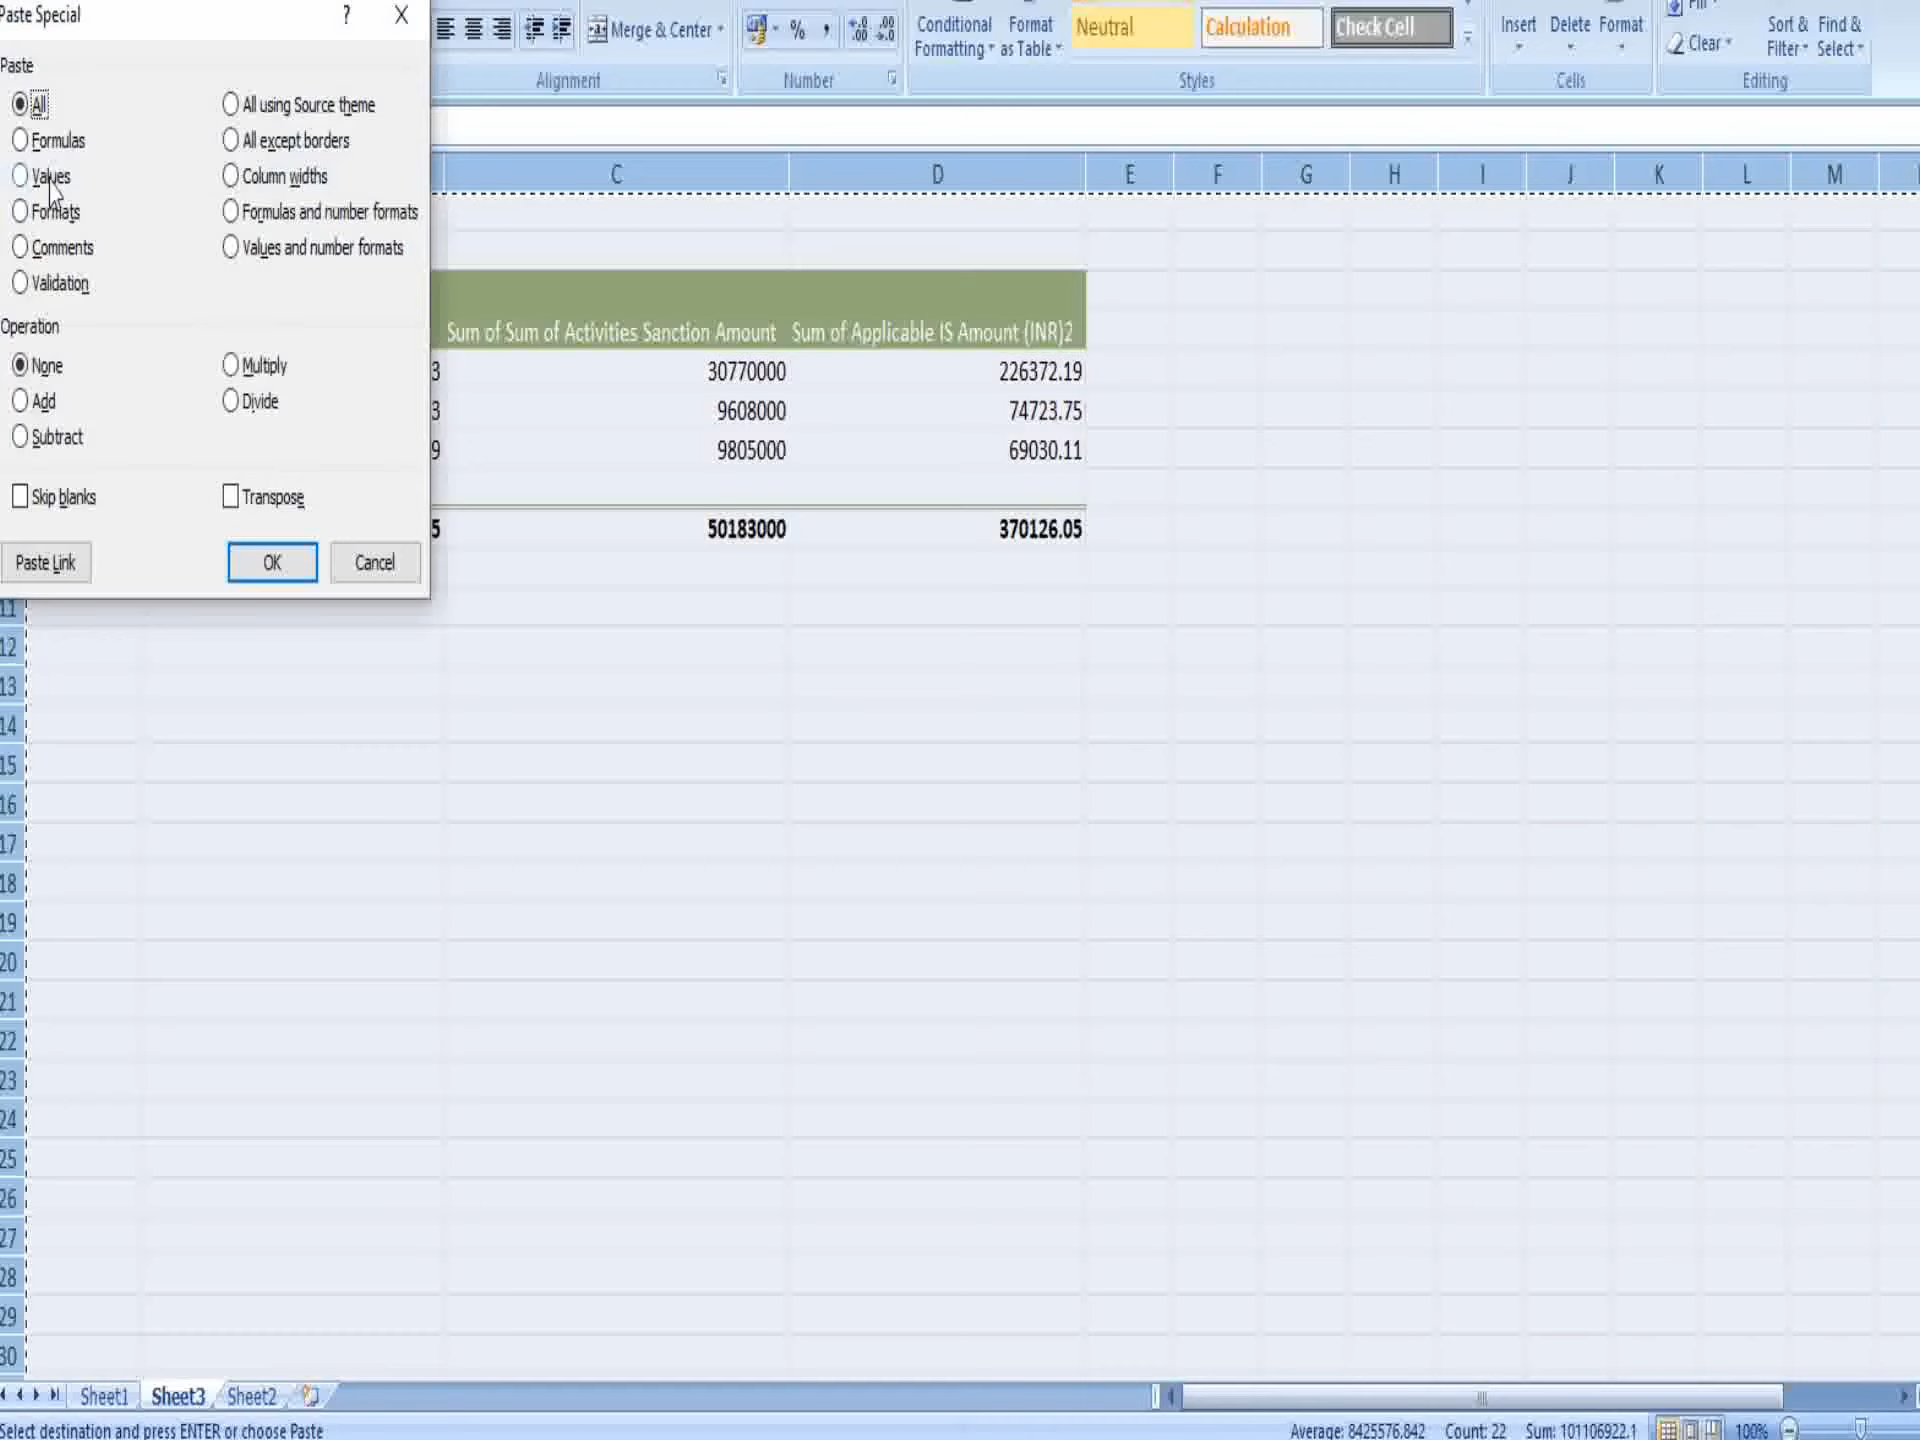 Paste Special ?
Paste
All
All using Source theme
Formulas
All except borders
Values
Column widths
Formats
Formulas and number formats
Comments
Values and number formats
Validation
Operation
None
Multiply
Add
Divide
Subtract
Skip blanks
Transpose
Paste Link
OK
Cancel
Merge & Center
%
Conditional Formatting
Format as Table
Neutral
Calculation
Check Cell
Insert
Delete
Format
Clear
Sort & Filter
Find & Select
Alignment
Number
Styles
Cells
Editing
C D E F G H I J K L M
Sum of Sum of Activities Sanction Amount Sum of Applicable IS Amount (INR)2
3 30770000 226372.19
3 9608000 74723.75
9 9805000 69030.11
5 50183000 370126.05
11
12
13
14
15
16
17
18
19
20
21
22
23
24
25
26
27
28
29
30
Sheet1 Sheet3 Sheet2
Select destination and press ENTER or choose Paste
Average: 8425576.842 Count: 22 Sum: 101106922.1 100%